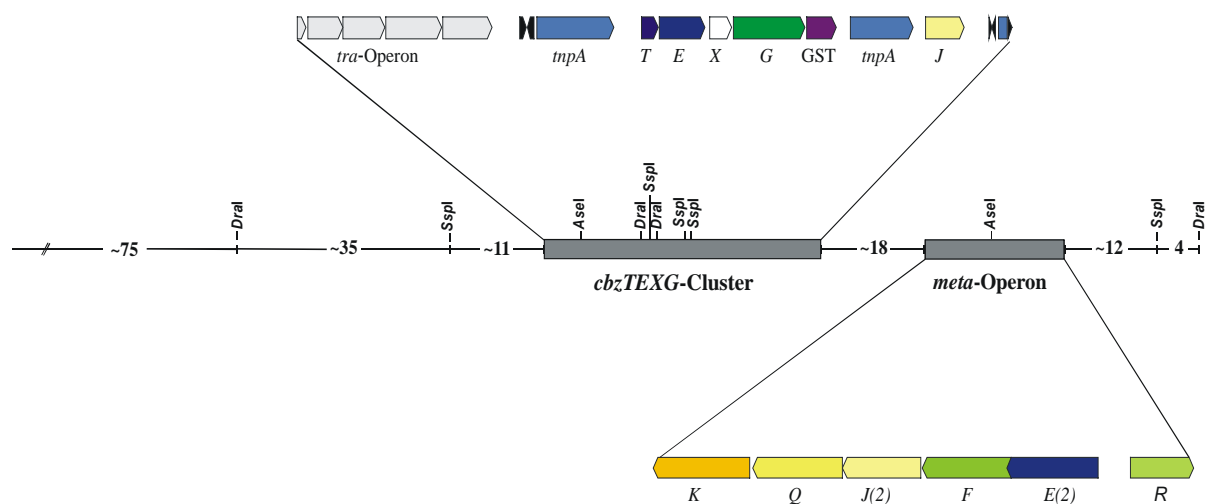 tra-Operon tnpA T E X G GST tnpA J
DraI SspI AseI DraI SspI DraI SspI SspI AseI SspI DraI
~75 ~35 ~11 ~18 ~12 4
cbzTEXG-Cluster meta-Operon
K Q J(2) F E(2) R